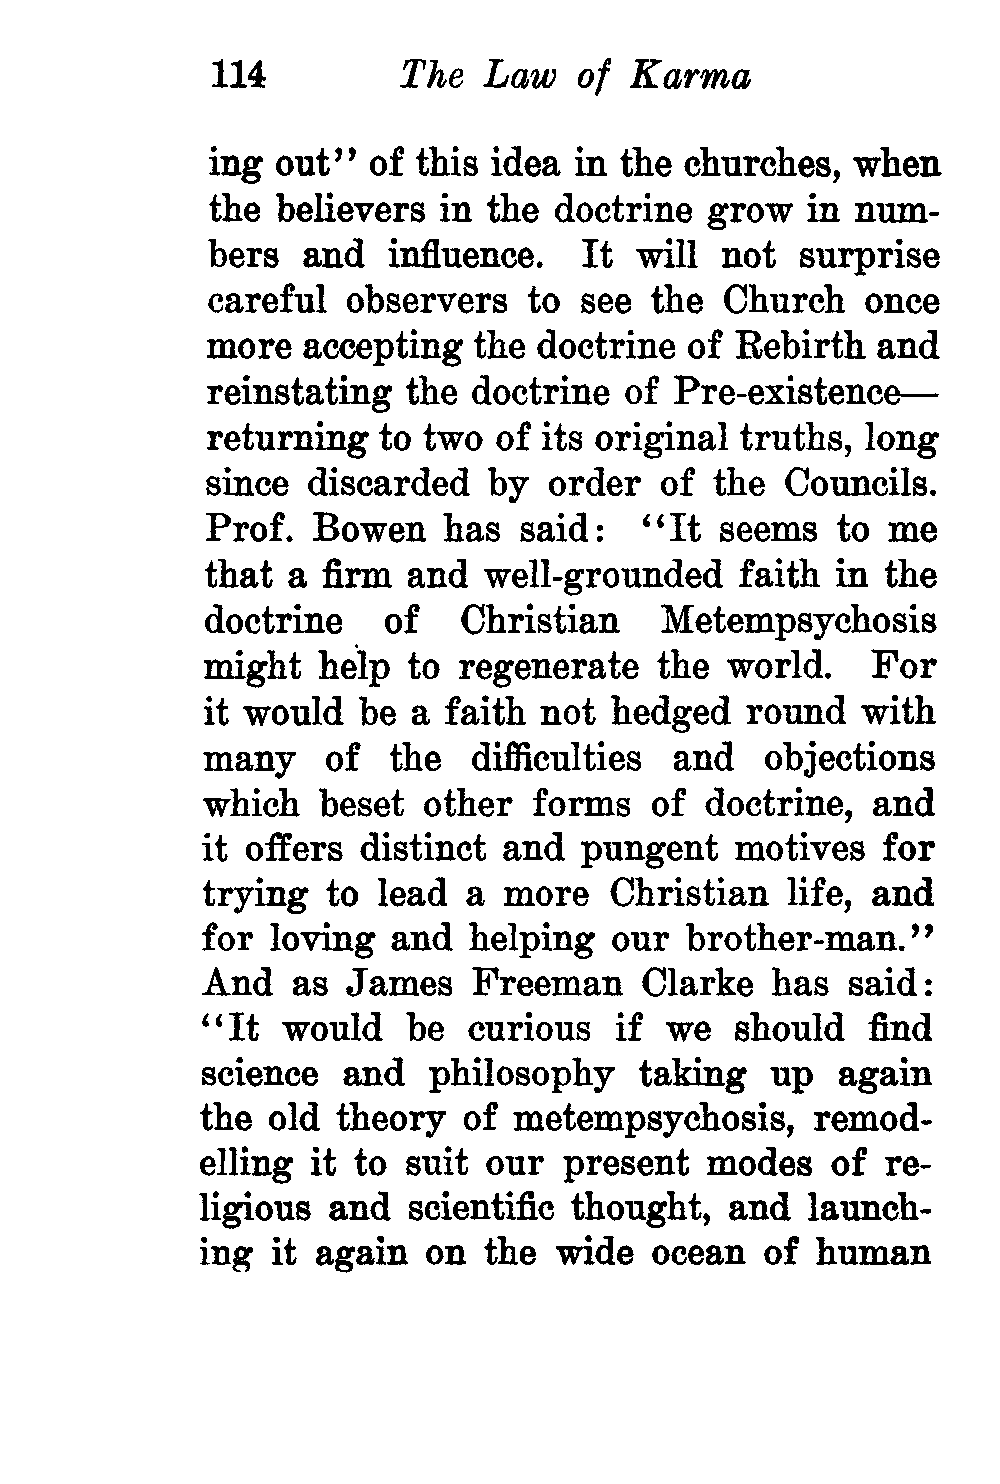 114 The Law of Karma
ing out” of this idea in the churches, when
the believers in the doctrine grow in num-
bers and influence. It will not surprise
careful observers to see the Church once
more accepting the doctrine of Rebirth and
reinstating the doctrine of Pre-existence—
returning to two of its original truths, long
since discarded by order of the Councils.
Prof. Bowen has said: “It seems to me
that a firm and well-grounded faith in the
doctrine of Christian Metempsychosis
might help to regenerate the world. For
it would be a faith not hedged round with
many of the difficulties and objections
which beset other forms of doctrine, and
it offers distinct and pungent motives for
trying to lead a more Christian life, and
for loving and helping our brother-man.”
And as James Freeman Clarke has said:
“It would be curious if we should find
science and philosophy taking up again
the old theory of metempsychosis, remod-
elling it to suit our present modes of re-
ligious and scientific thought, and launch-
ing it again on the wide ocean of human